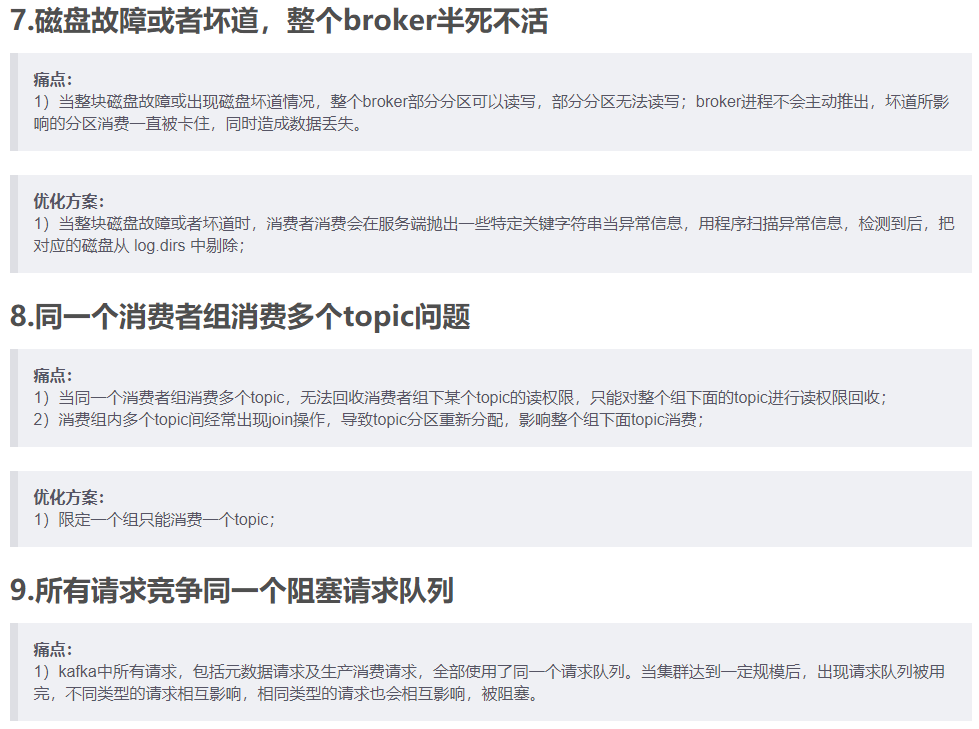 7.磁盘故障或者坏道，整个broker半死不活
痛点：
1）当整块磁盘故障或出现磁盘坏道情况，整个broker部分分区可以读写，部分分区无法读写；broker进程不会主动推出，坏道所影
响的分区消费一直被卡住，同时造成数据丢失。
优化方案：
1）当整块磁盘故障或者坏道时，消费者消费会在服务端抛出一些特定关键字符串当异常信息，用程序扫描异常信息，检测到后，把
对应的磁盘从 log.dirs 中剔除；
8.同一个消费者组消费多个topic问题
痛点：
1）当同一个消费者组消费多个topic，无法回收消费者组下某个topic的读权限，只能对整个组下面的topic进行读权限回收；
2）消费组内多个topic间经常出现join操作，导致topic分区重新分配，影响整个组下面topic消费；
优化方案：
1）限定一个组只能消费一个topic；
9.所有请求竞争同一个阻塞请求队列
痛点：
1）kafka中所有请求，包括元数据请求及生产消费请求，全部使用了同一个请求队列。当集群达到一定规模后，出现请求队列被用
完，不同类型的请求相互影响，相同类型的请求也会相互影响，被阻塞。